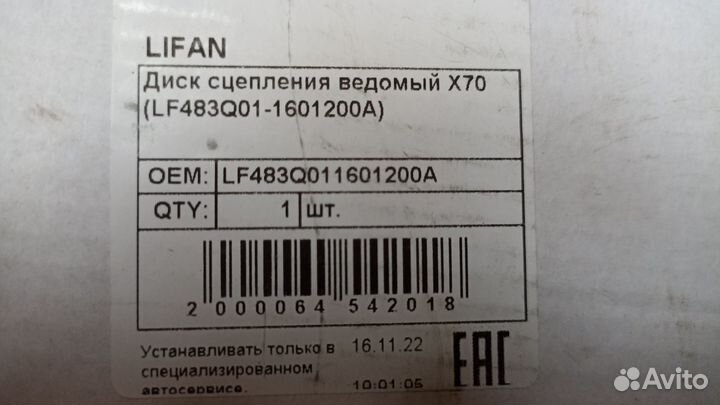 LIFAN
Диск сцепления ведомый X70
(LF483Q01-1601200A)
OEM: LF483Q011601200A
QTY: 1 шт.
2 000064 542018
Устанавливать только в 16.11.22
специализированном
автосервисе. 10:01:05
EAC
Avito